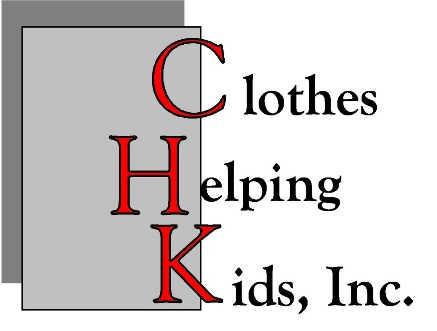 Clothes
Helping
Kids, Inc.